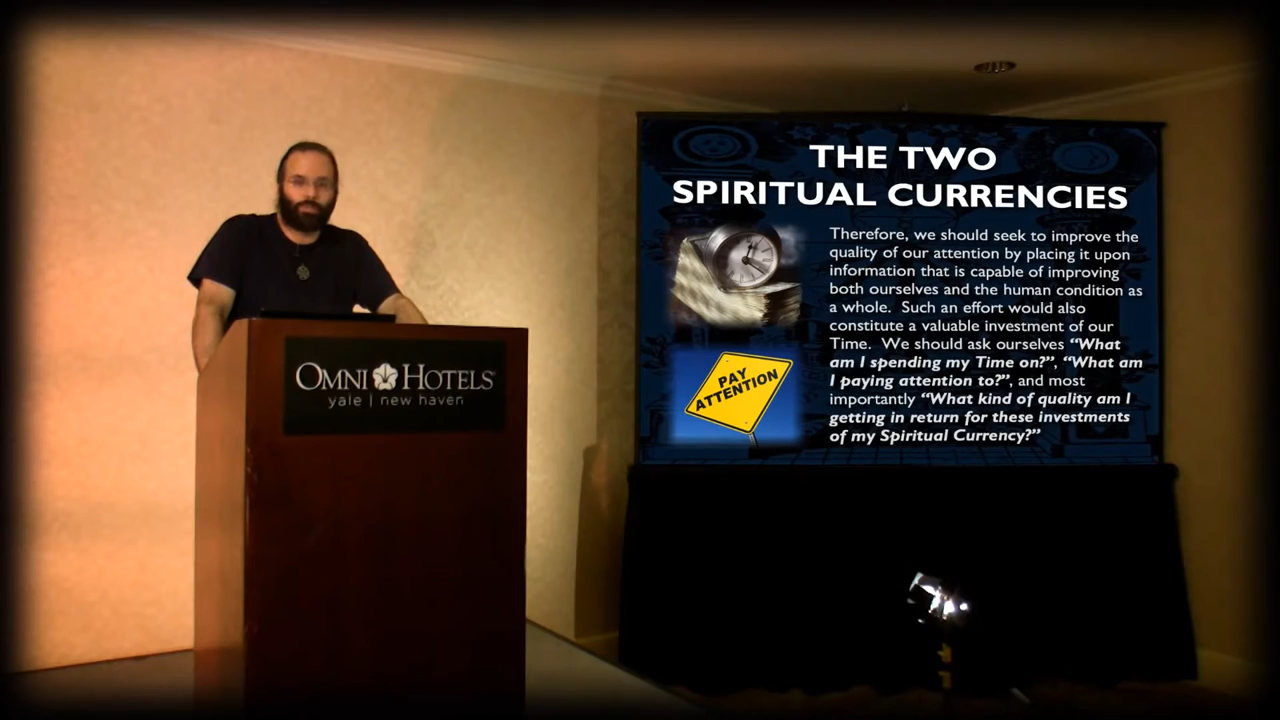 THE TWO
SPIRITUAL CURRENCIES
Therefore, we should seek to improve the
quality of our attention by placing it upon
information that is capable of improving
both ourselves and the human condition as
a whole. Such an effort would also
constitute a valuable investment of our
Time. We should ask ourselves “What
am I spending my Time on?”, “What am
I paying attention to?”, and most
importantly “What kind of quality am I
getting in return for these investments
of my Spiritual Currency?”
PAY
ATTENTION
OMNI HOTELS
yale | new haven